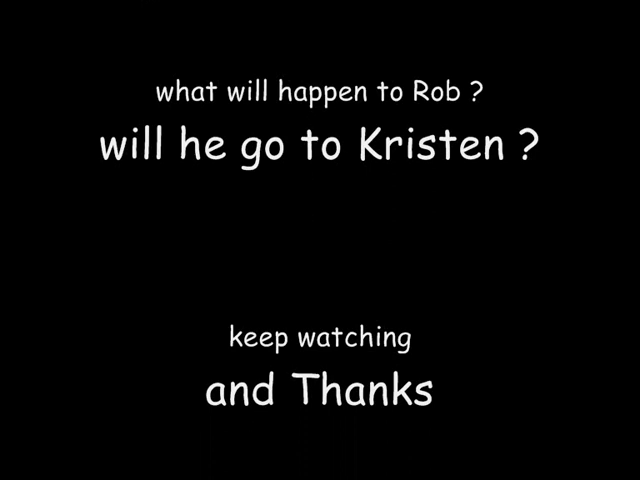 what will happen to Rob ?
will he go to Kristen ?
keep watching
and Thanks